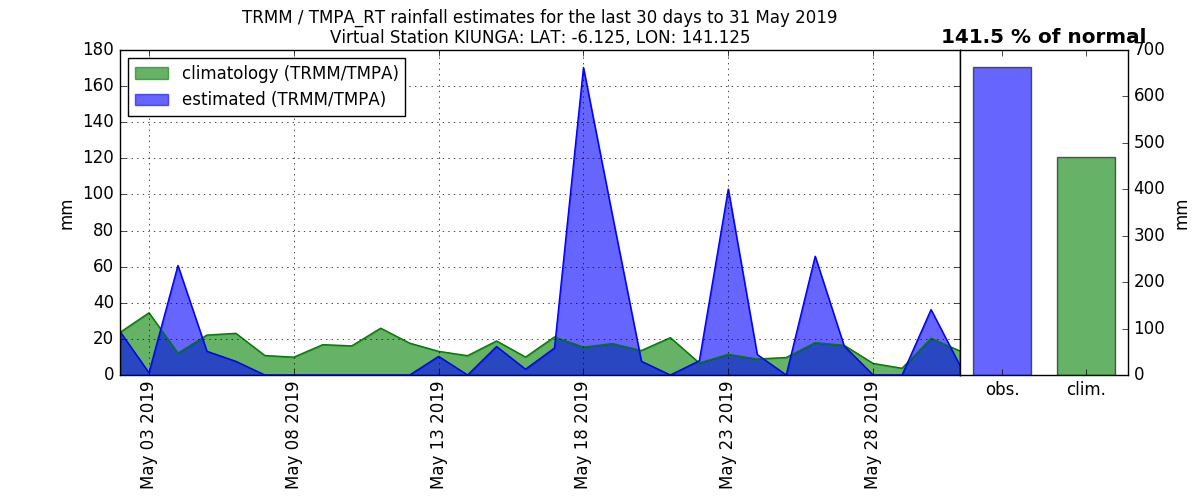 TRMM / TMPA_RT rainfall estimates for the last 30 days to 31 May 2019
Virtual Station KIUNGA: LAT: -6.125, LON: 141.125
141.5 % of normal
climatology (TRMM/TMPA)
estimated (TRMM/TMPA)
mm
180
160
140
120
100
80
60
40
20
0
May 03 2019
May 08 2019
May 13 2019
May 18 2019
May 23 2019
May 28 2019
700
600
500
400
300
200
100
0
mm
obs.
clim.